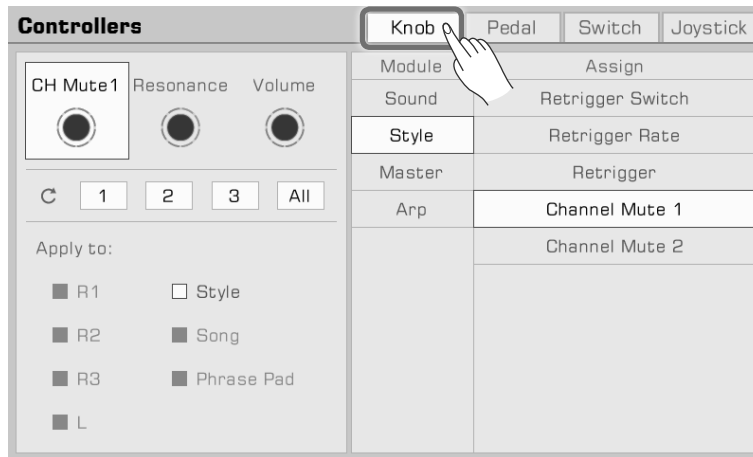 Controllers
Knob Pedal Switch Joystick
CH Mute1 Resonance Volume
1 2 3 All
Apply to:
R1 Style
R2 Song
R3 Phrase Pad
L
Module Assign
Sound Retrigger Switch
Style Retrigger Rate
Master Retrigger
Arp Channel Mute 1
Channel Mute 2